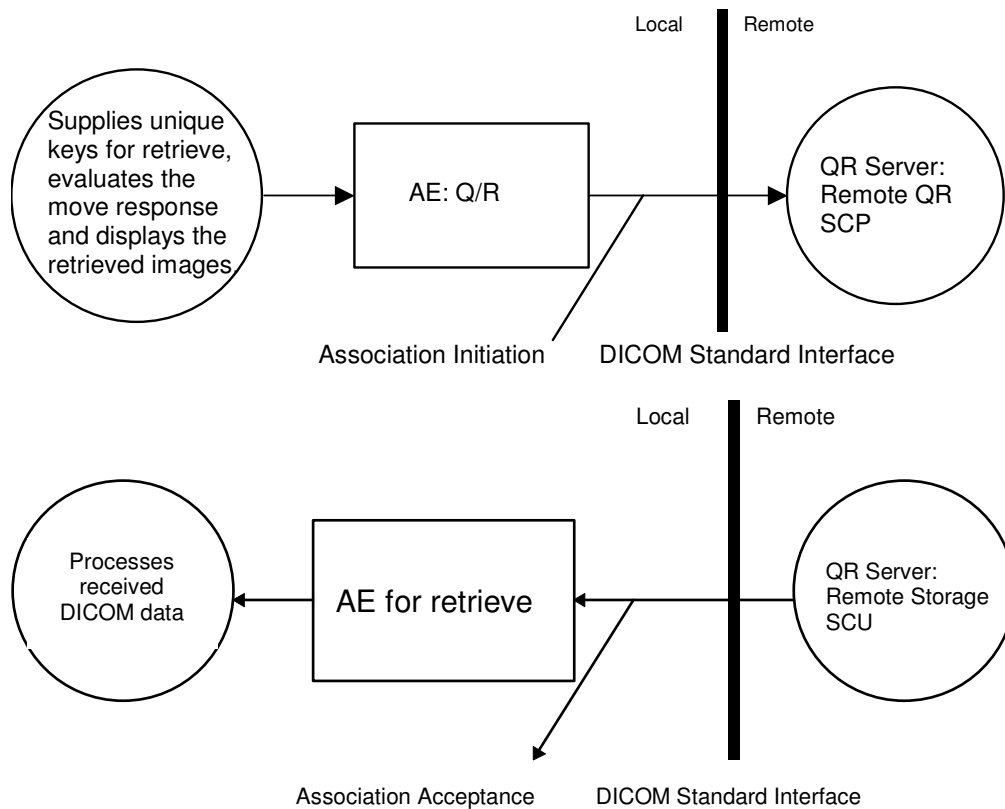 Local
Remote
Supplies unique
keys for retrieve,
evaluates the
move response
and displays the
retrieved images.
AE: Q/R
QR Server:
Remote QR
SCP
Association Initiation
DICOM Standard Interface
Local
Remote
Processes
received
DICOM data
AE for retrieve
QR Server:
Remote Storage
SCU
Association Acceptance
DICOM Standard Interface